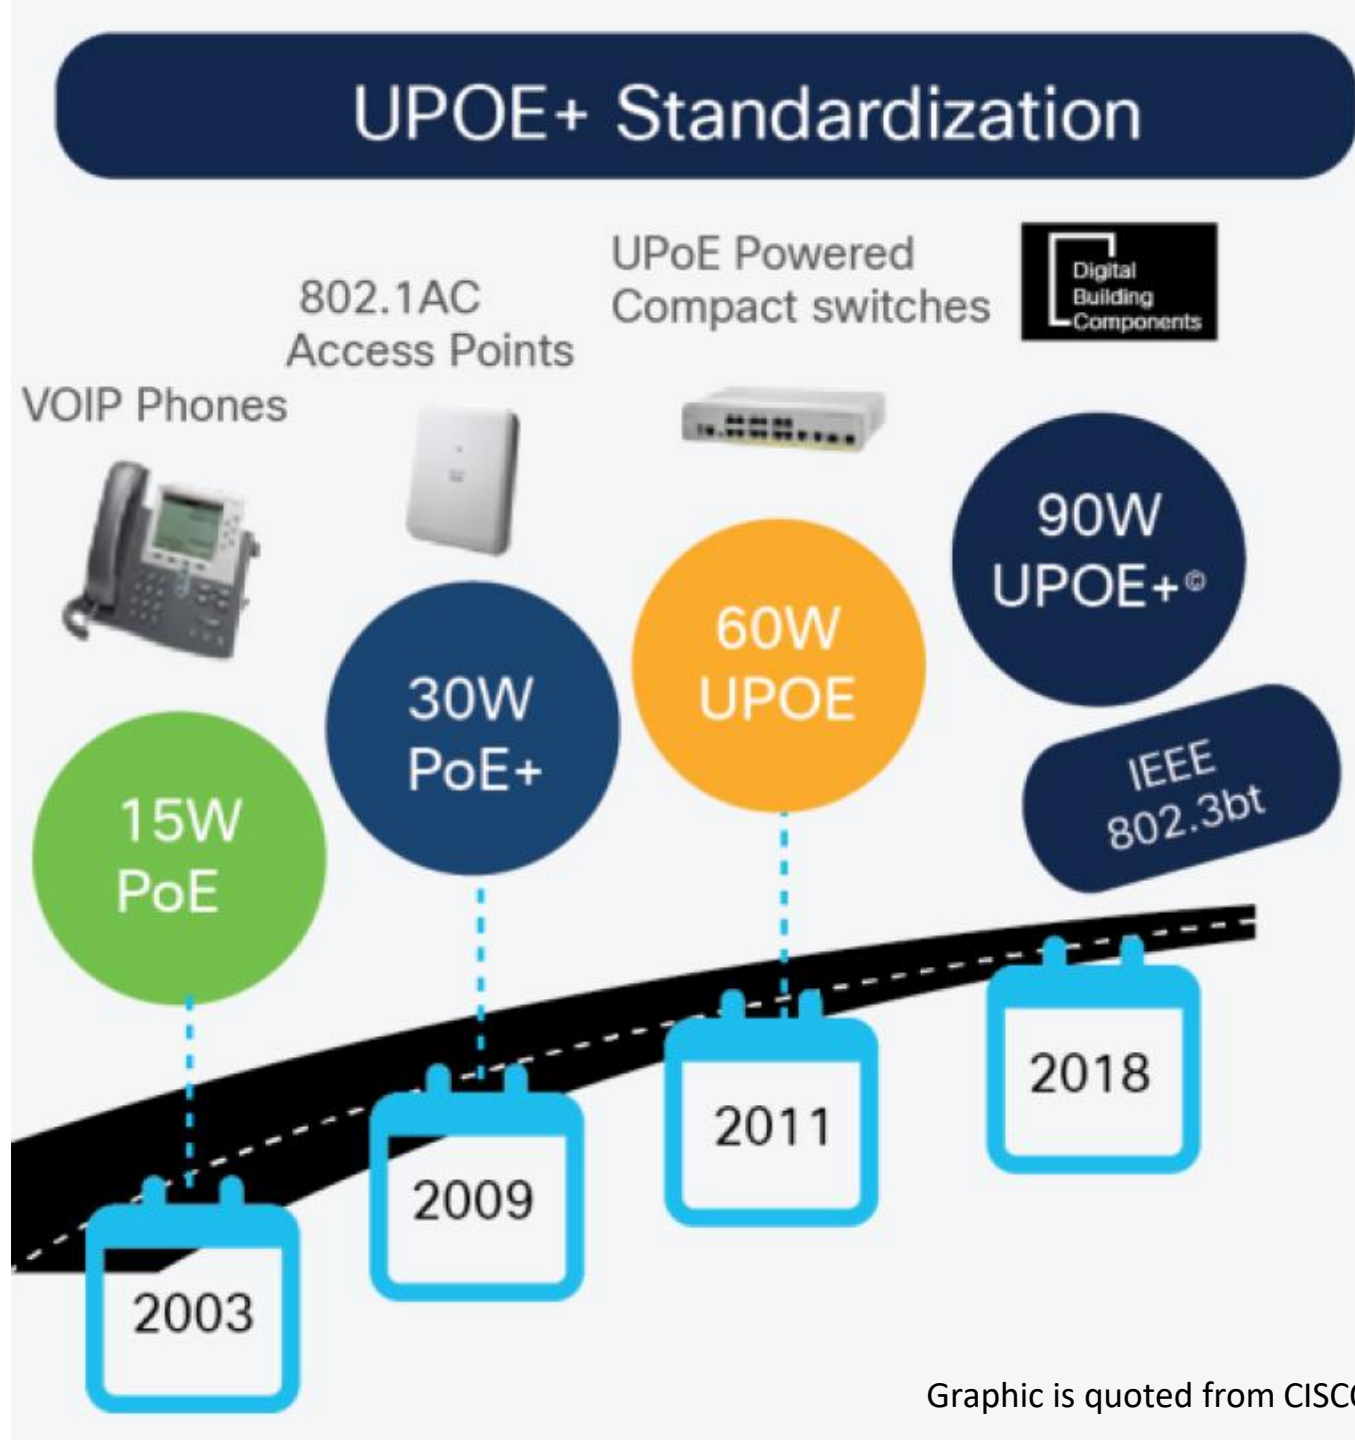 UPOE+ Standardization
VOIP Phones
802.1AC
Access Points
UPoE Powered
Compact switches
Digital
Building
Components
15W
PoE
30W
PoE+
60W
UPOE
90W
UPOE+©
IEEE
802.3bt
2003
2009
2011
2018
Graphic is quoted from CISCO